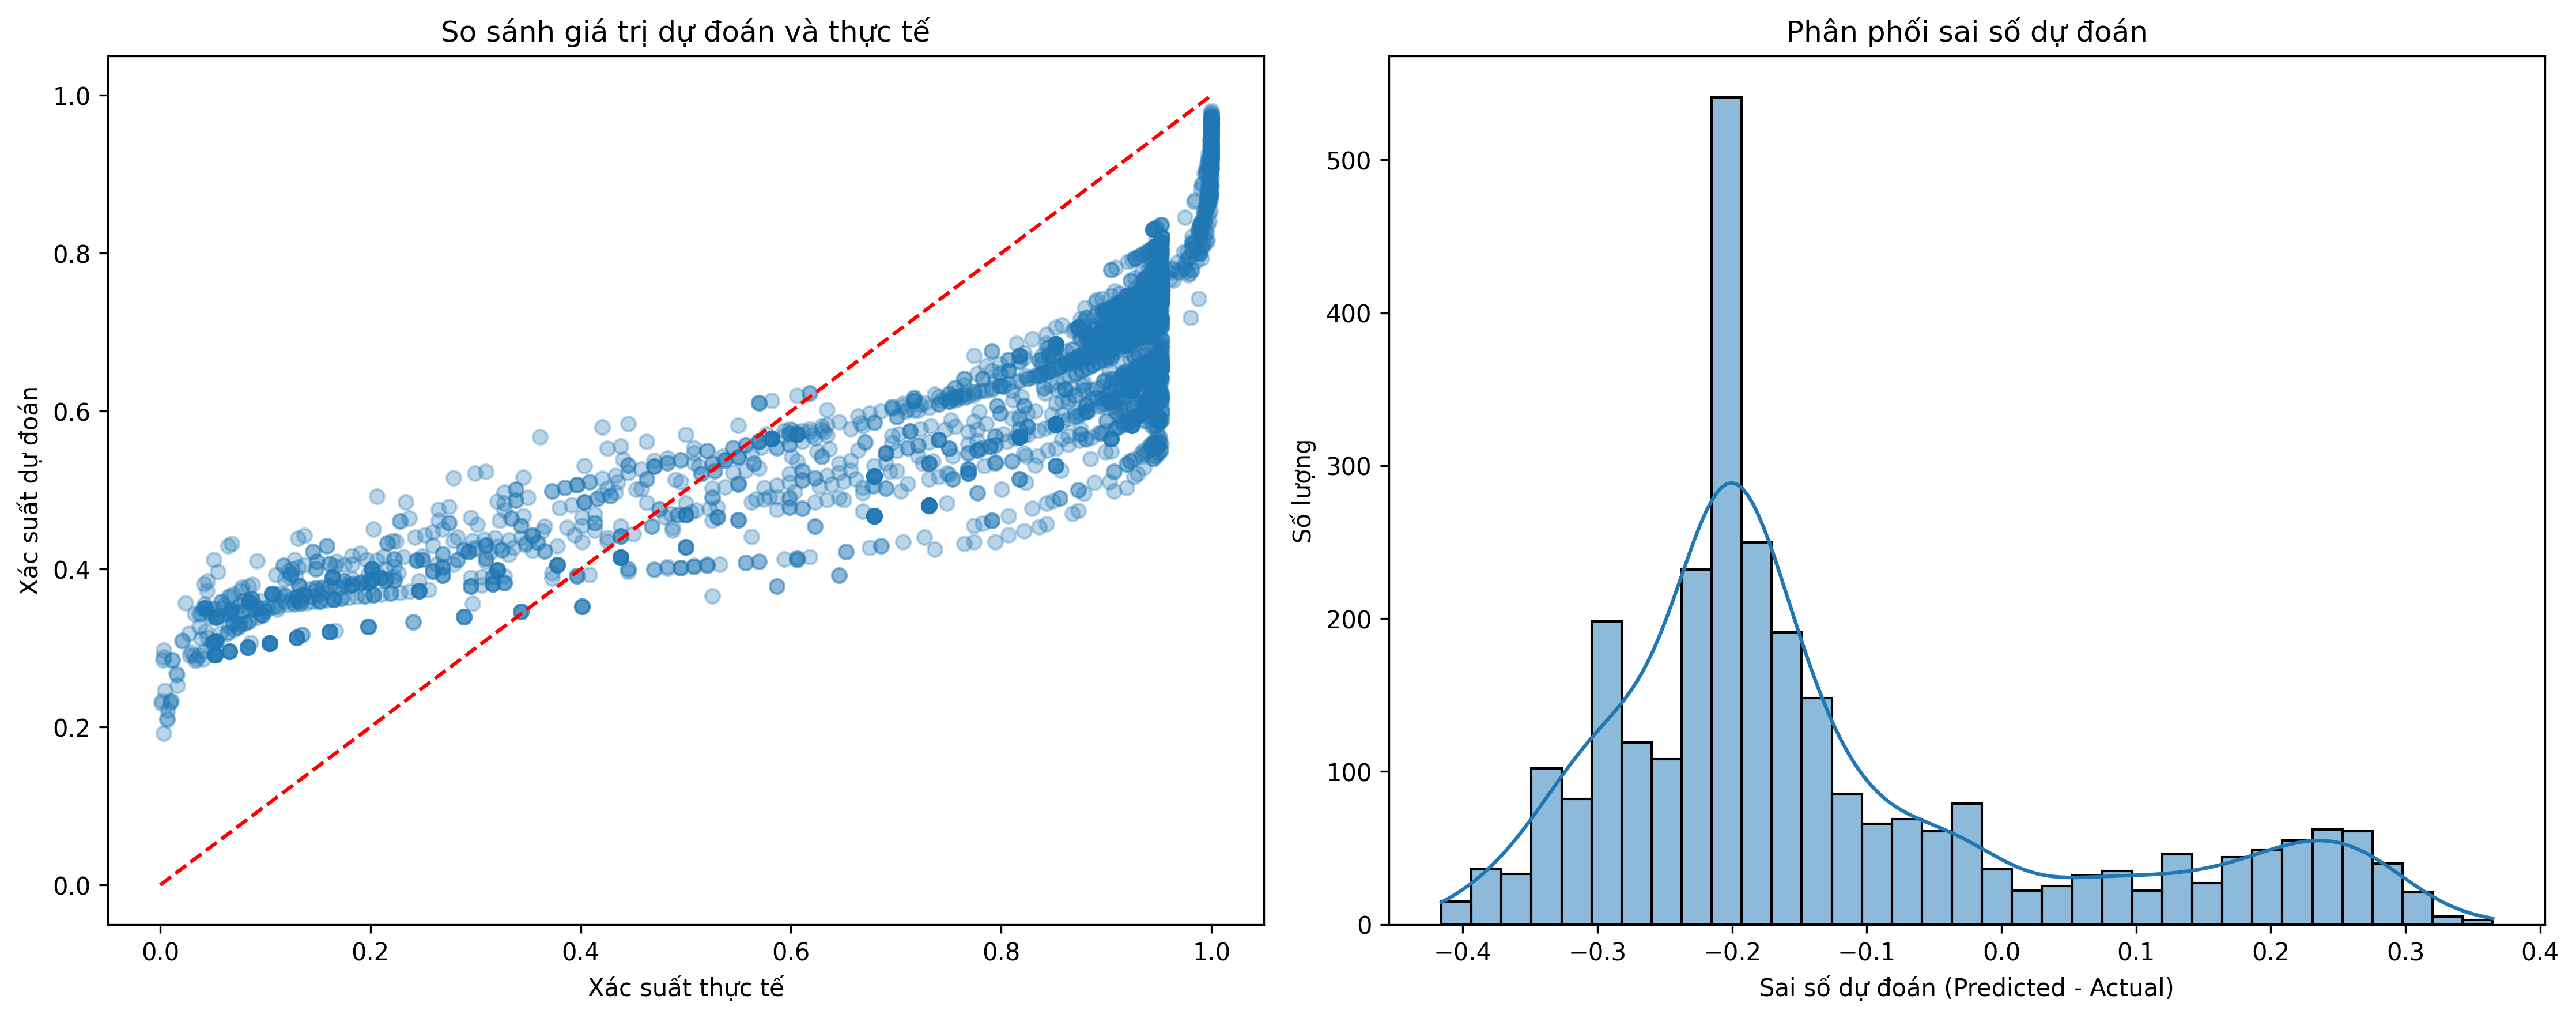 So sánh giá trị dự đoán và thực tế
Xác suất dự đoán
1.0
0.8
0.6
0.4
0.2
0.0
0.0 0.2 0.4 0.6 0.8 1.0
Xác suất thực tế
Phân phối sai số dự đoán
Số lượng
500
400
300
200
100
0
−0.4 −0.3 −0.2 −0.1 0.0 0.1 0.2 0.3 0.4
Sai số dự đoán (Predicted - Actual)